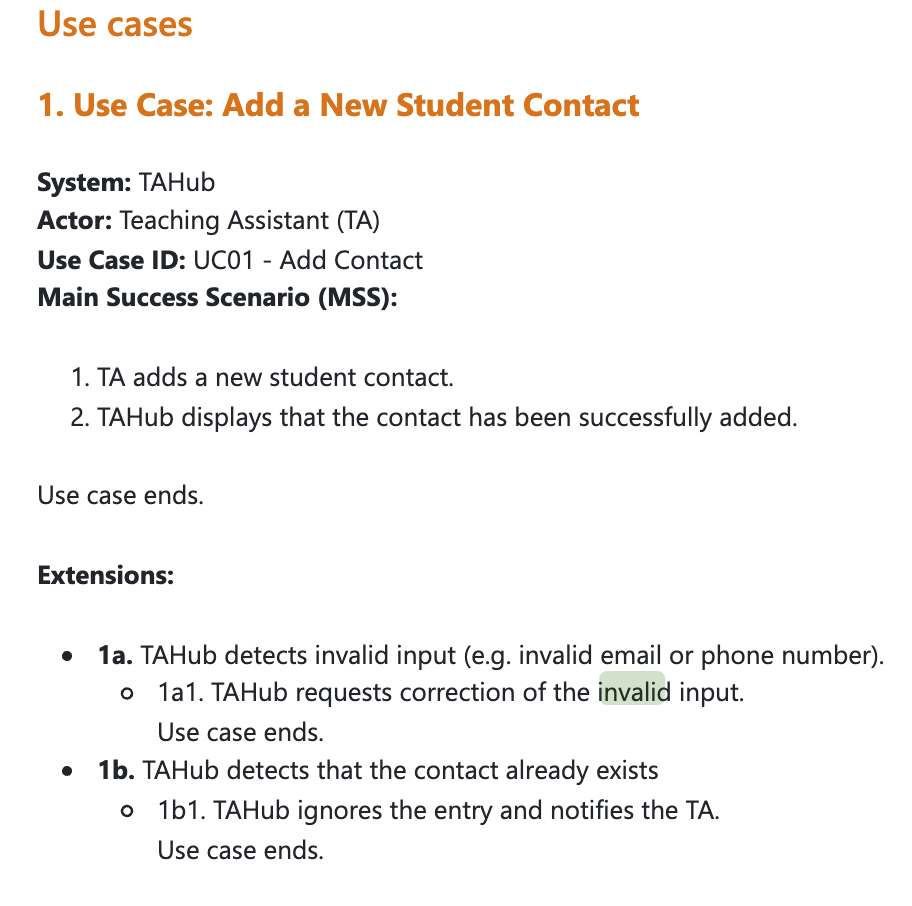 Use cases
1. Use Case: Add a New Student Contact
System: TAHub
Actor: Teaching Assistant (TA)
Use Case ID: UC01 - Add Contact
Main Success Scenario (MSS):
1. TA adds a new student contact.
2. TAHub displays that the contact has been successfully added.
Use case ends.
Extensions:
• 1a. TAHub detects invalid input (e.g. invalid email or phone number).
○ 1a1. TAHub requests correction of the invalid input.
Use case ends.
• 1b. TAHub detects that the contact already exists
○ 1b1. TAHub ignores the entry and notifies the TA.
Use case ends.